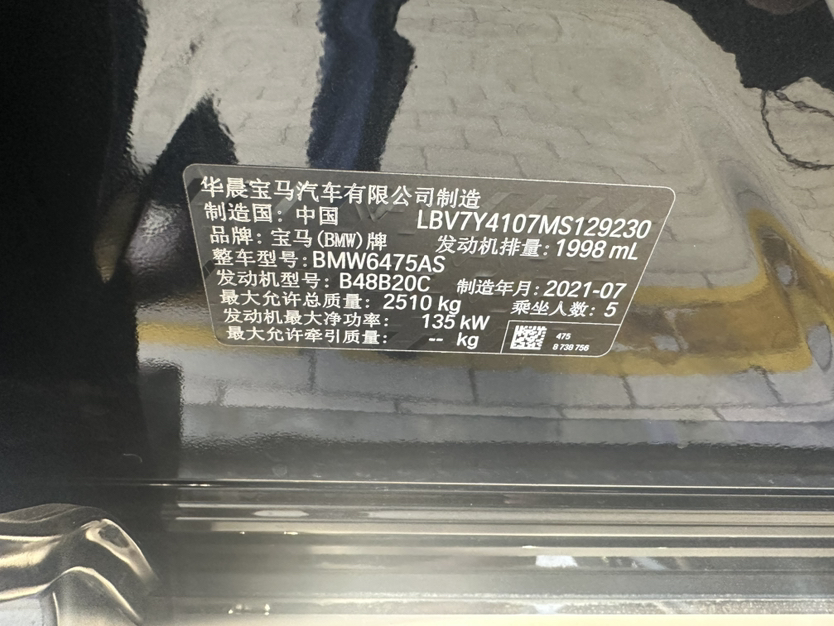 华晨宝马汽车有限公司制造
制造国：中国 LBV7Y4107MS129230
品牌：宝马(BMW)牌 发动机排量：1998 mL
整车型号：BMW6475AS
发动机型号：B48B20C 制造年月：2021-07
最大允许总质量：2510 kg 乘坐人数：5
发动机最大净功率：135 kW
最大允许牵引质量：-- kg
475
8 738 756